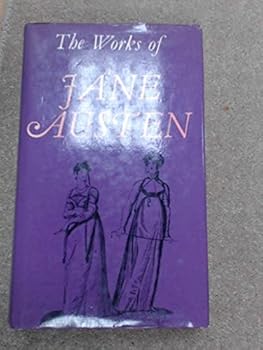 The Works of
JANE
AUSTEN